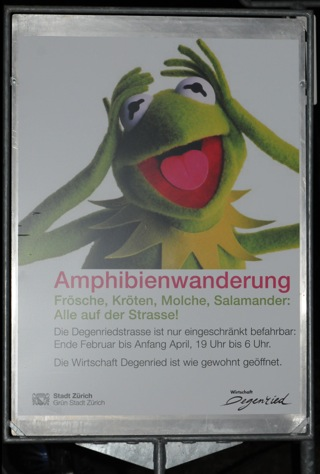 Amphibienwanderung
Frösche, Kröten, Molche, Salamander:
Alle auf der Strasse!
Die Degenriedstrasse ist nur eingeschränkt befahrbar:
Ende Februar bis Anfang April, 19 Uhr bis 6 Uhr.
Die Wirtschaft Degenried ist wie gewohnt geöffnet.
Stadt Zürich
Grün Stadt Zürich
Wirtschaft
Degenried